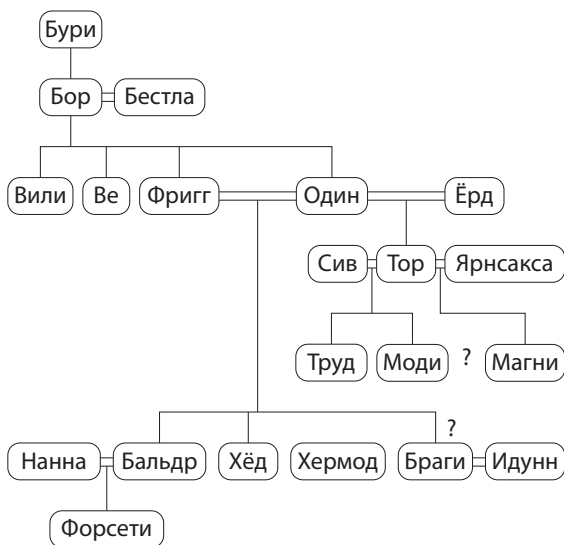 Бури
Бор Бестла
Вили Ве Фригг Один Ёрд
Сив Тор Ярнсакса
Труд Моди ? Магни
?
Нанна Бальдр Хёд Хермод Браги Идунн
Форсети